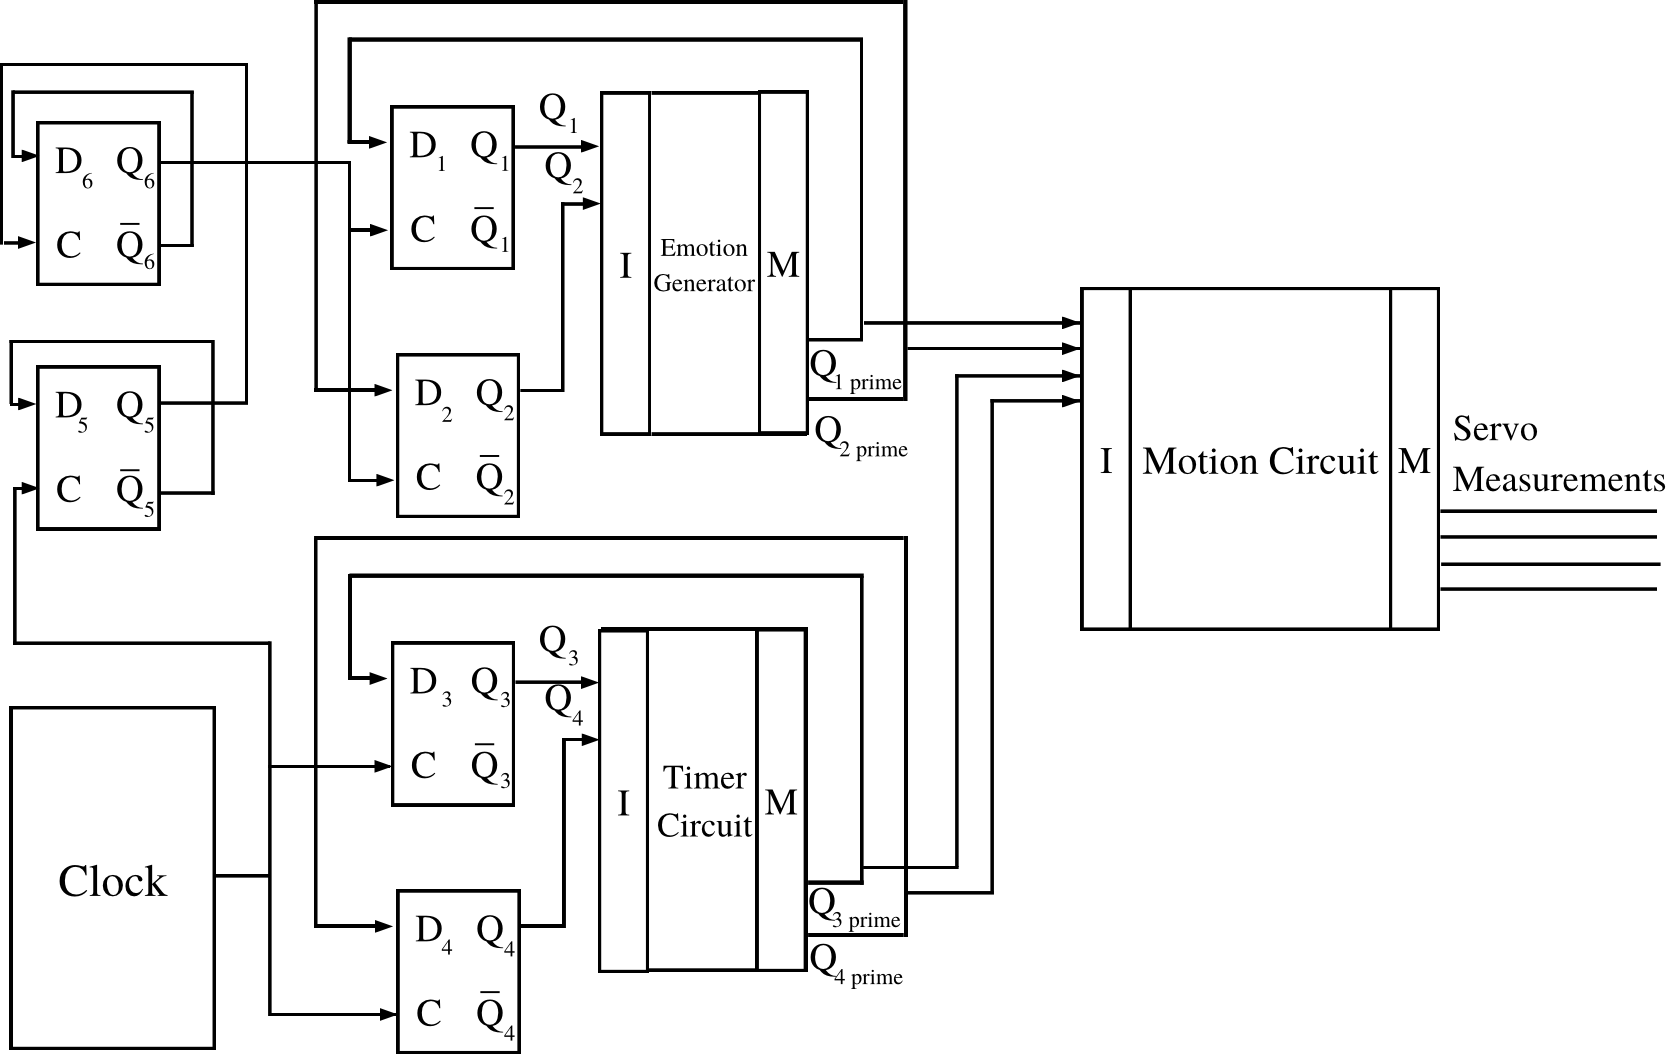 D6 Q6
C Q̅6
D5 Q5
C Q̅5
Clock
D1 Q1
C Q̅1
Q1
Q2
D2 Q2
C Q̅2
I
Emotion
Generator
M
Q1 prime
Q2 prime
D3 Q3
C Q̅3
Q3
Q4
D4 Q4
C Q̅4
I
Timer
Circuit
M
Q3 prime
Q4 prime
I Motion Circuit M
Servo
Measurements